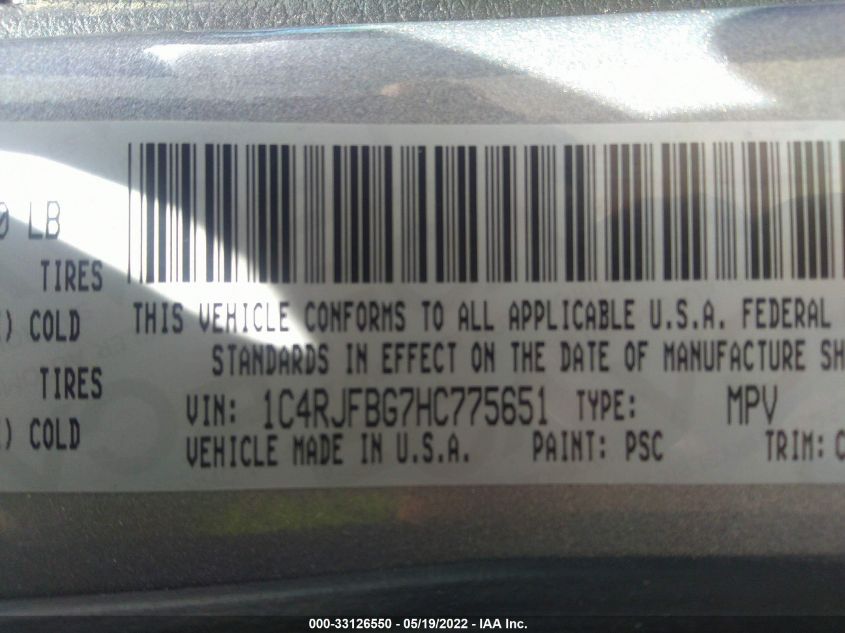 0 LB
TIRES
) COLD
TIRES
) COLD
THIS VEHICLE CONFORMS TO ALL APPLICABLE U.S.A. FEDERAL
STANDARDS IN EFFECT ON THE DATE OF MANUFACTURE SH
VIN: 1C4RJFBG7HC775651 TYPE: MPV
VEHICLE MADE IN U.S.A. PAINT: PSC TRIM: C
000-33126550 - 05/19/2022 - IAA Inc.